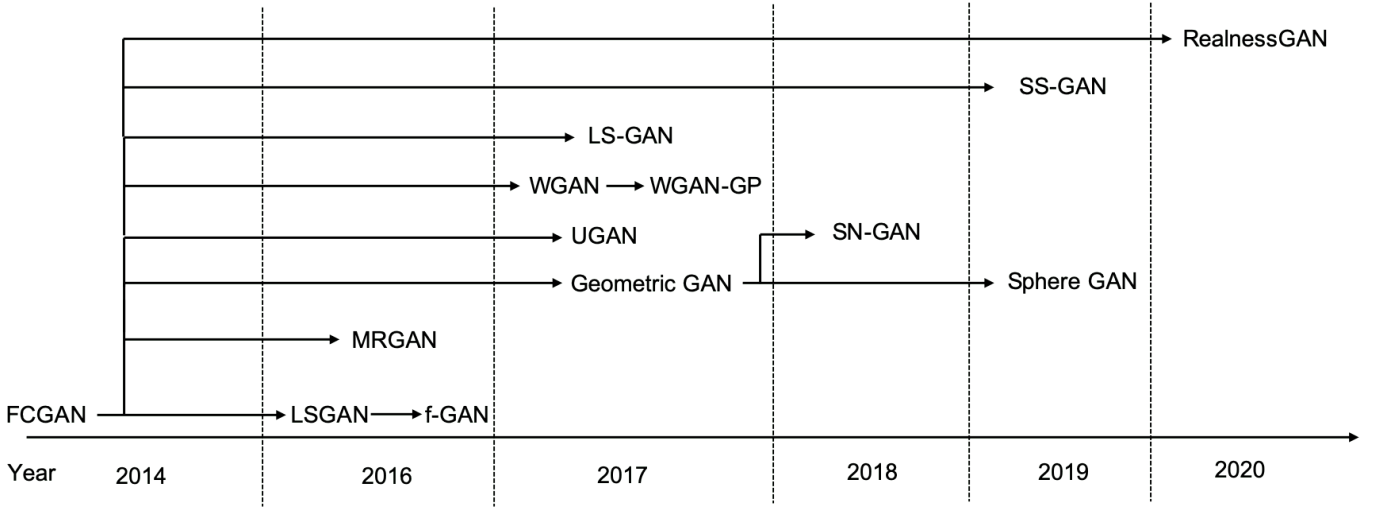 RealnessGAN
SS-GAN
LS-GAN
WGAN WGAN-GP
UGAN SN-GAN
Geometric GAN Sphere GAN
MRGAN
FCGAN LSGAN f-GAN
Year 2014 2016 2017 2018 2019 2020